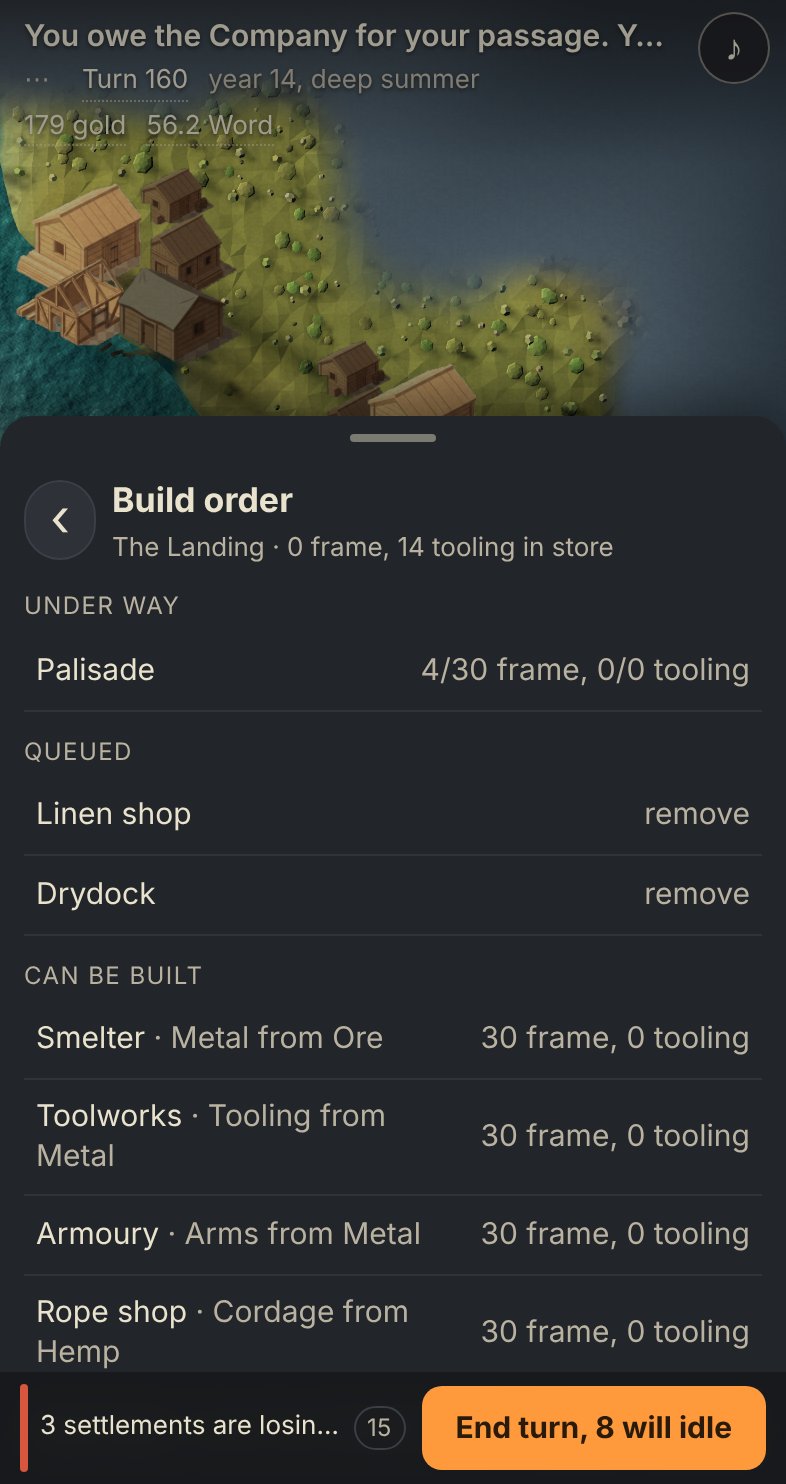 You owe the Company for your passage. Y...
... Turn 160 year 14, deep summer
179 gold 56.2 Word
♪
Build order
The Landing · 0 frame, 14 tooling in store
UNDER WAY
Palisade 4/30 frame, 0/0 tooling
QUEUED
Linen shop remove
Drydock remove
CAN BE BUILT
Smelter · Metal from Ore 30 frame, 0 tooling
Toolworks · Tooling from
Metal
30 frame, 0 tooling
Armoury · Arms from Metal 30 frame, 0 tooling
Rope shop · Cordage from
Hemp
30 frame, 0 tooling
3 settlements are losin... 15 End turn, 8 will idle